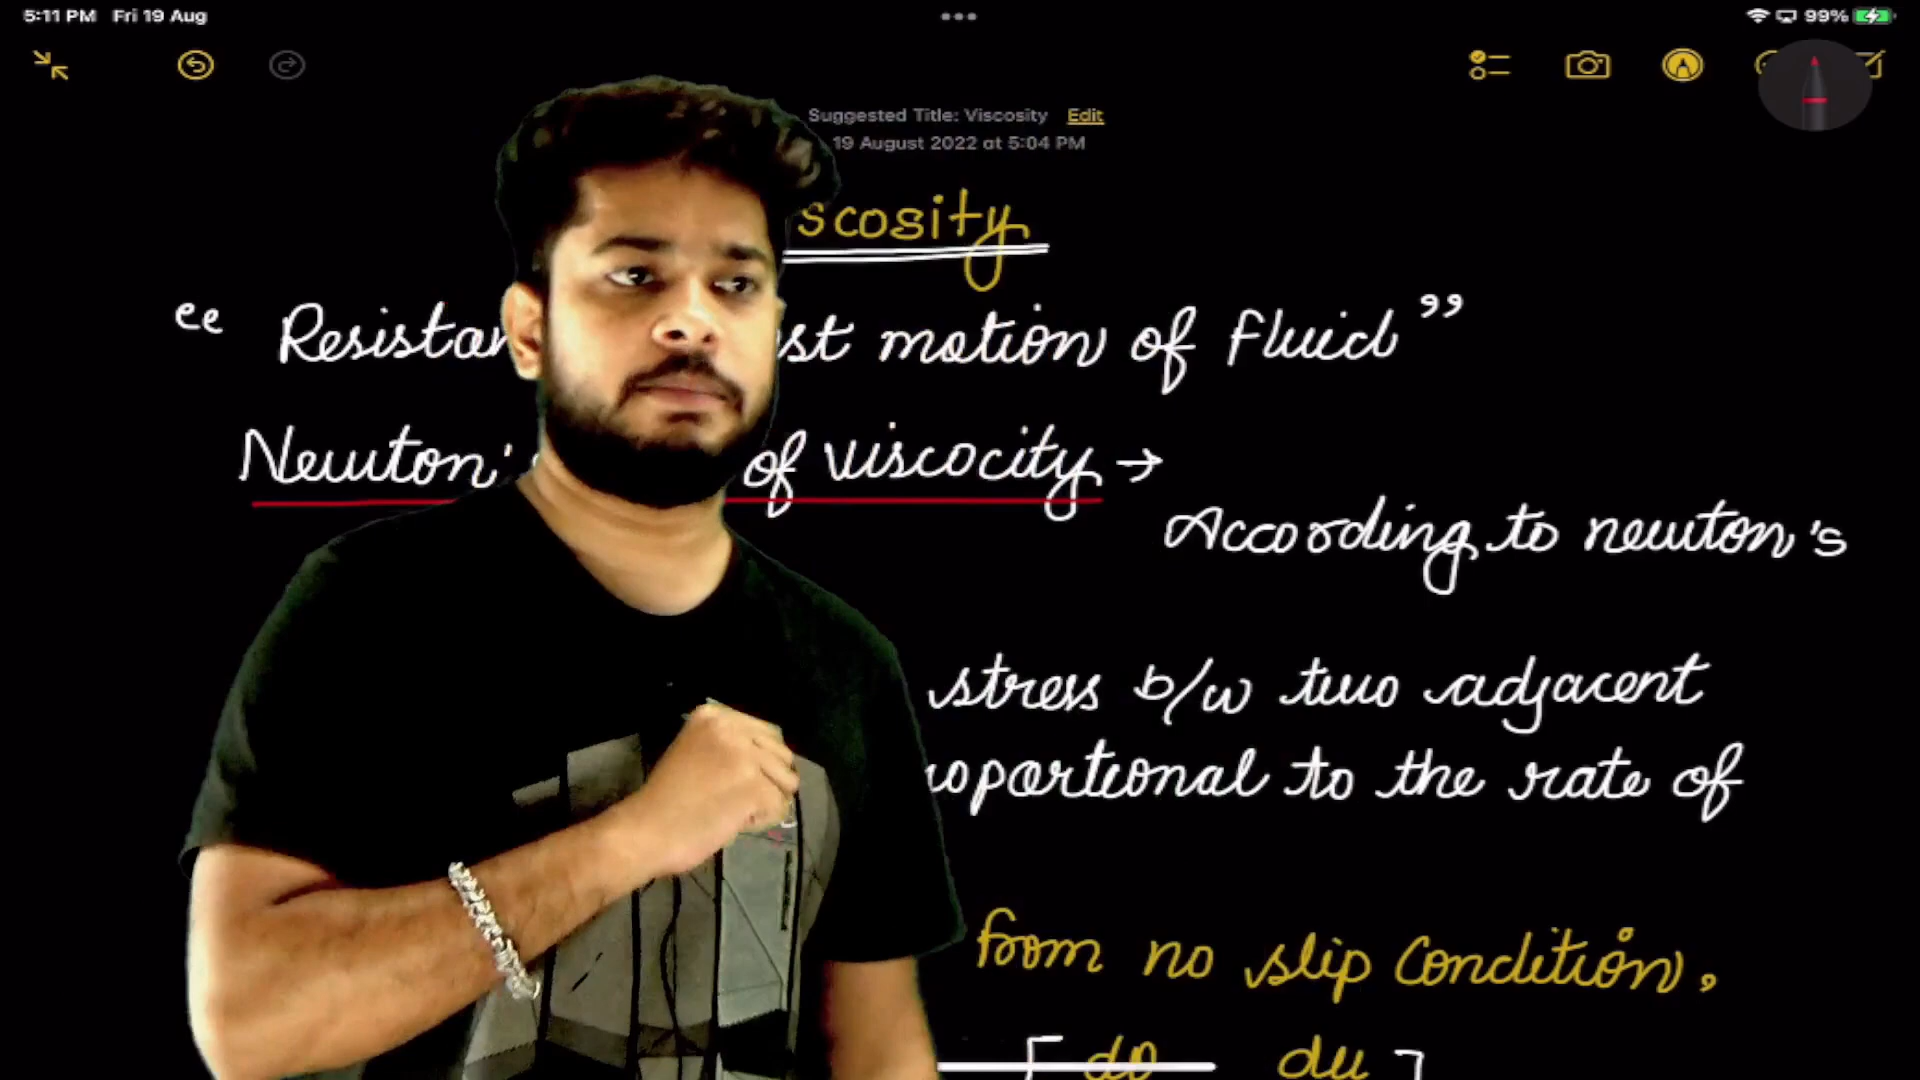 5:11 PM Fri 19 Aug 99%
Suggested Title: Viscosity Edit
19 August 2022 at 5:04 PM
scosity
“ Resistan st motion of fluid ”
Newton' of viscocity →
According to newton's
stress b/w two adjacent
roportional to the rate of
from no slip condition,
[ dθ du ]